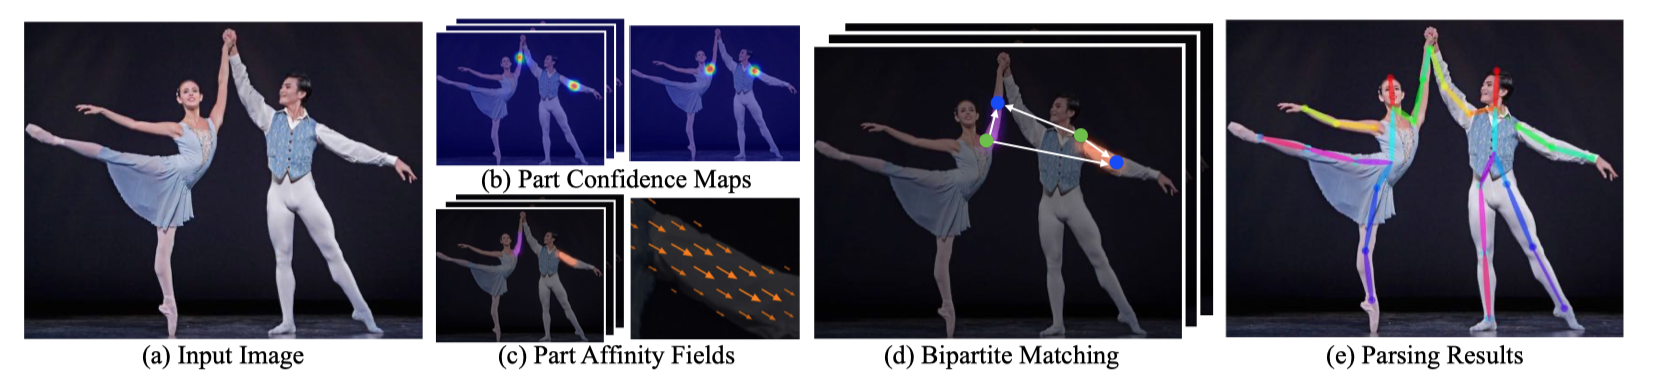 (a) Input Image
(b) Part Confidence Maps
(c) Part Affinity Fields
(d) Bipartite Matching
(e) Parsing Results